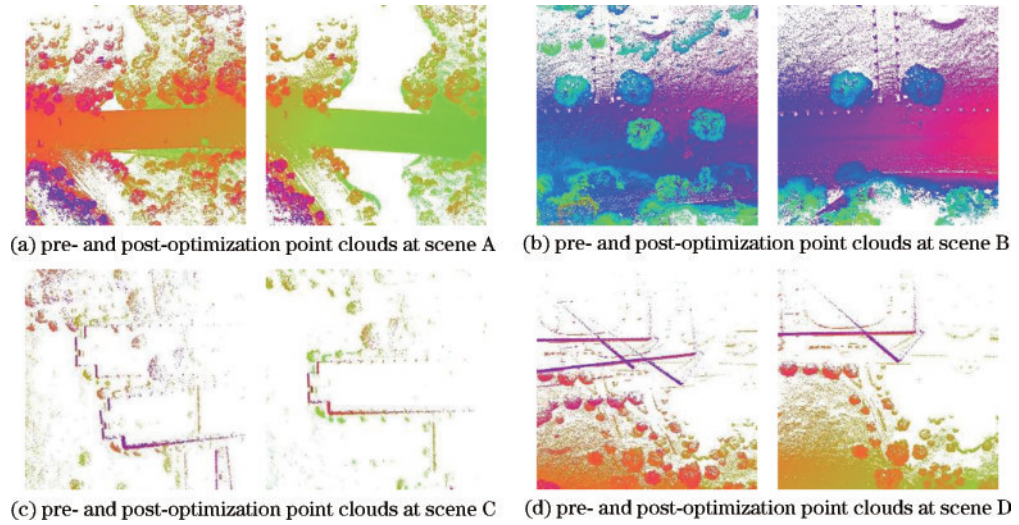 (a) pre- and post-optimization point clouds at scene A
(b) pre- and post-optimization point clouds at scene B
(c) pre- and post-optimization point clouds at scene C
(d) pre- and post-optimization point clouds at scene D